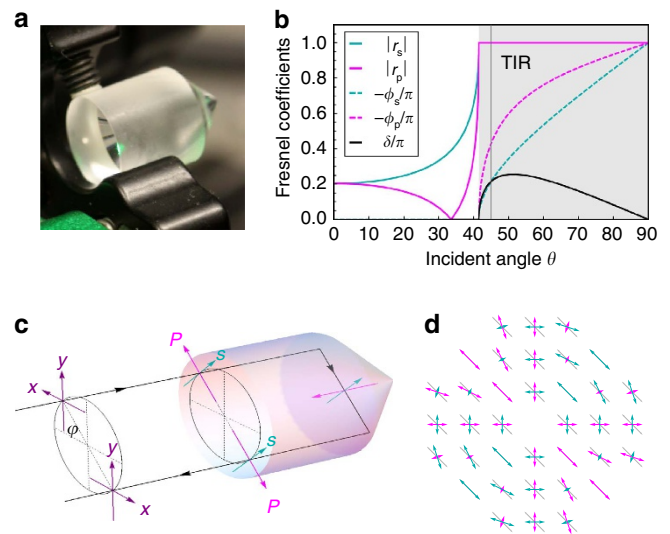 a
b
Fresnel coefficients
1.0
0.8
0.6
0.4
0.2
0.0
|r_s|
|r_p|
−ϕ_s/π
−ϕ_p/π
δ/π
TIR
0 10 20 30 40 50 60 70 80 90
Incident angle θ
c
d
y
x
φ
y
x
P
s
s
P